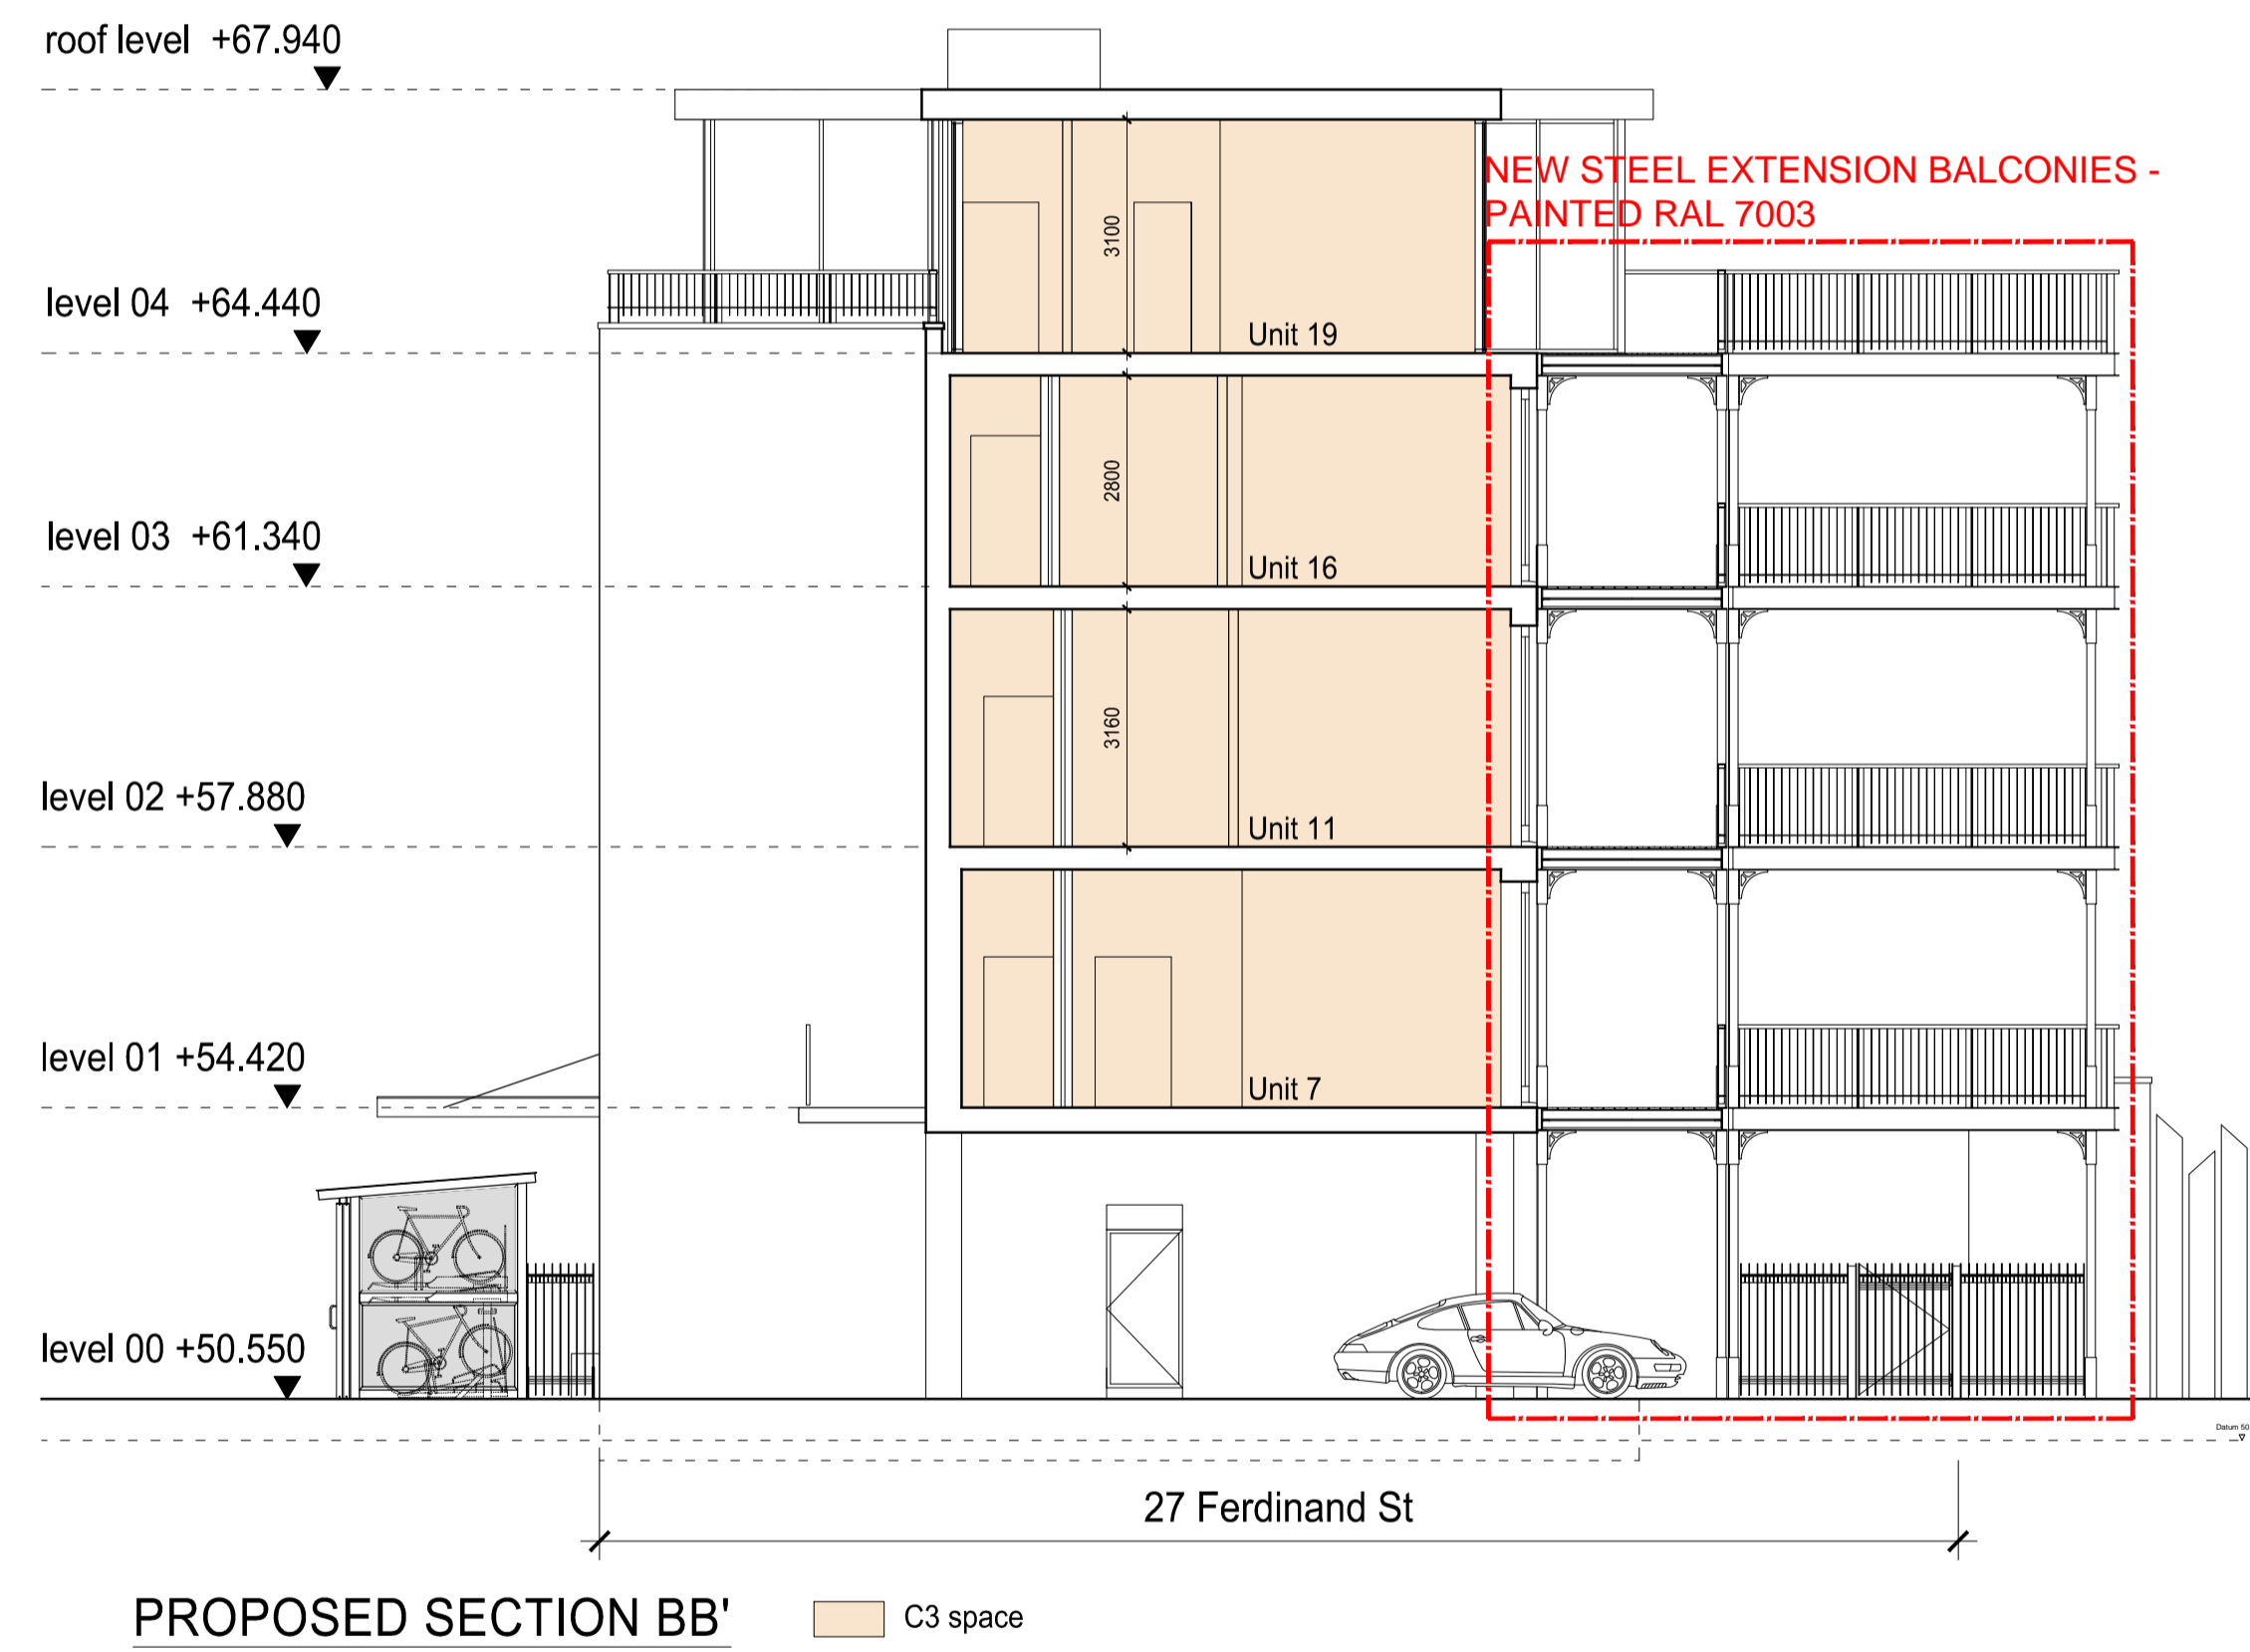 roof level +67.940
NEW STEEL EXTENSION BALCONIES -
PAINTED RAL 7003
3100
level 04 +64.440
Unit 19
2800
level 03 +61.340
Unit 16
3160
level 02 +57.880
Unit 11
level 01 +54.420
Unit 7
level 00 +50.550
Datum 50
27 Ferdinand St
PROPOSED SECTION BB'
C3 space